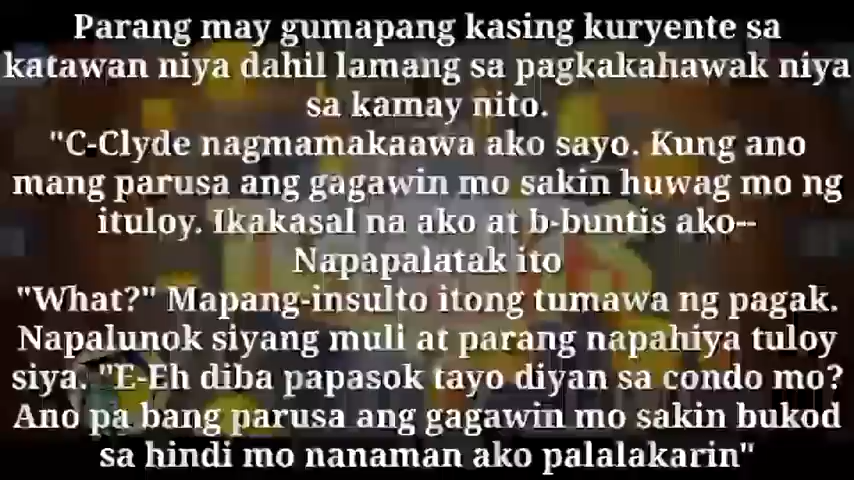 Parang may gumapang kasing kuryente sa
katawan niya dahil lamang sa pagkakahawak niya
sa kamay nito.
"C-Clyde nagmamakaawa ako sayo. Kung ano
mang parusa ang gagawin mo sakin huwag mo ng
ituloy. Ikakasal na ako at b-buntis ako--
Napapalatak ito
"What?" Mapang-insulto itong tumawa ng pagak.
Napalunok siyang muli at parang napahiya tuloy
siya. "E-Eh diba papasok tayo diyan sa condo mo?
Ano pa bang parusa ang gagawin mo sakin bukod
sa hindi mo nanaman ako palalakarin"